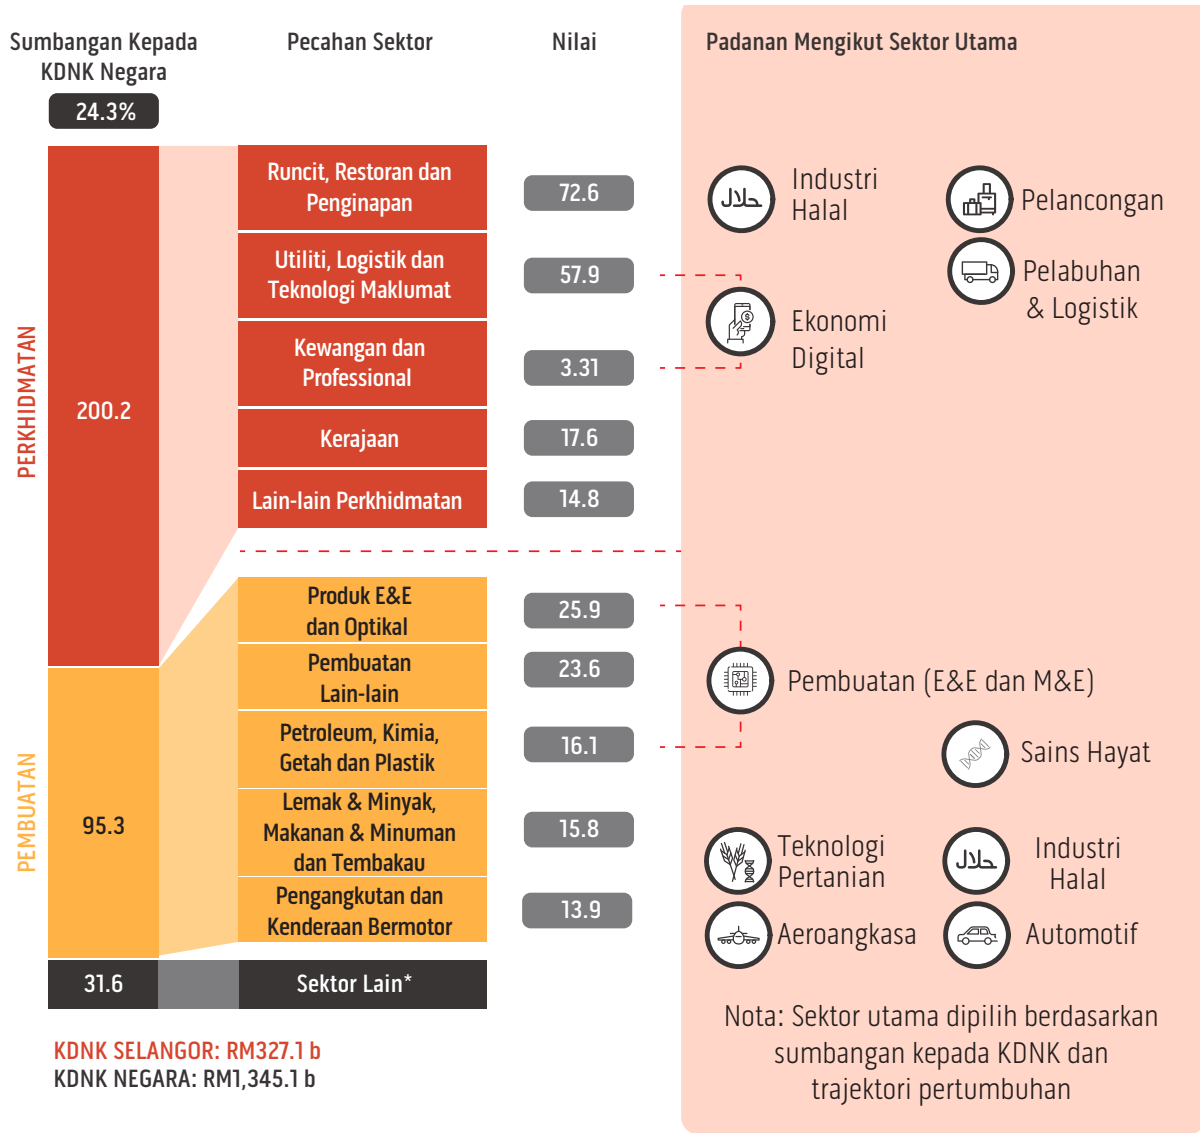 Sumbangan Kepada
KDNK Negara
24.3%
Pecahan Sektor
Nilai
Padanan Mengikut Sektor Utama
PERKHIDMATAN
200.2
Runcit, Restoran dan
Penginapan
72.6
Utiliti, Logistik dan
Teknologi Maklumat
57.9
Kewangan dan
Professional
3.31
Kerajaan
17.6
Lain-lain Perkhidmatan
14.8
حلال
Industri
Halal
Pelancongan
Pelabuhan
& Logistik
$
Ekonomi
Digital
PEMBUATAN
95.3
Produk E&E
dan Optikal
25.9
Pembuatan
Lain-lain
23.6
Petroleum, Kimia,
Getah dan Plastik
16.1
Lemak & Minyak,
Makanan & Minuman
dan Tembakau
15.8
Pengangkutan dan
Kenderaan Bermotor
13.9
Pembuatan (E&E dan M&E)
Sains Hayat
Teknologi
Pertanian
حلال
Industri
Halal
Aeroangkasa
Automotif
31.6
Sektor Lain*
KDNK SELANGOR: RM327.1 b
KDNK NEGARA: RM1,345.1 b
Nota: Sektor utama dipilih berdasarkan
sumbangan kepada KDNK dan
trajektori pertumbuhan